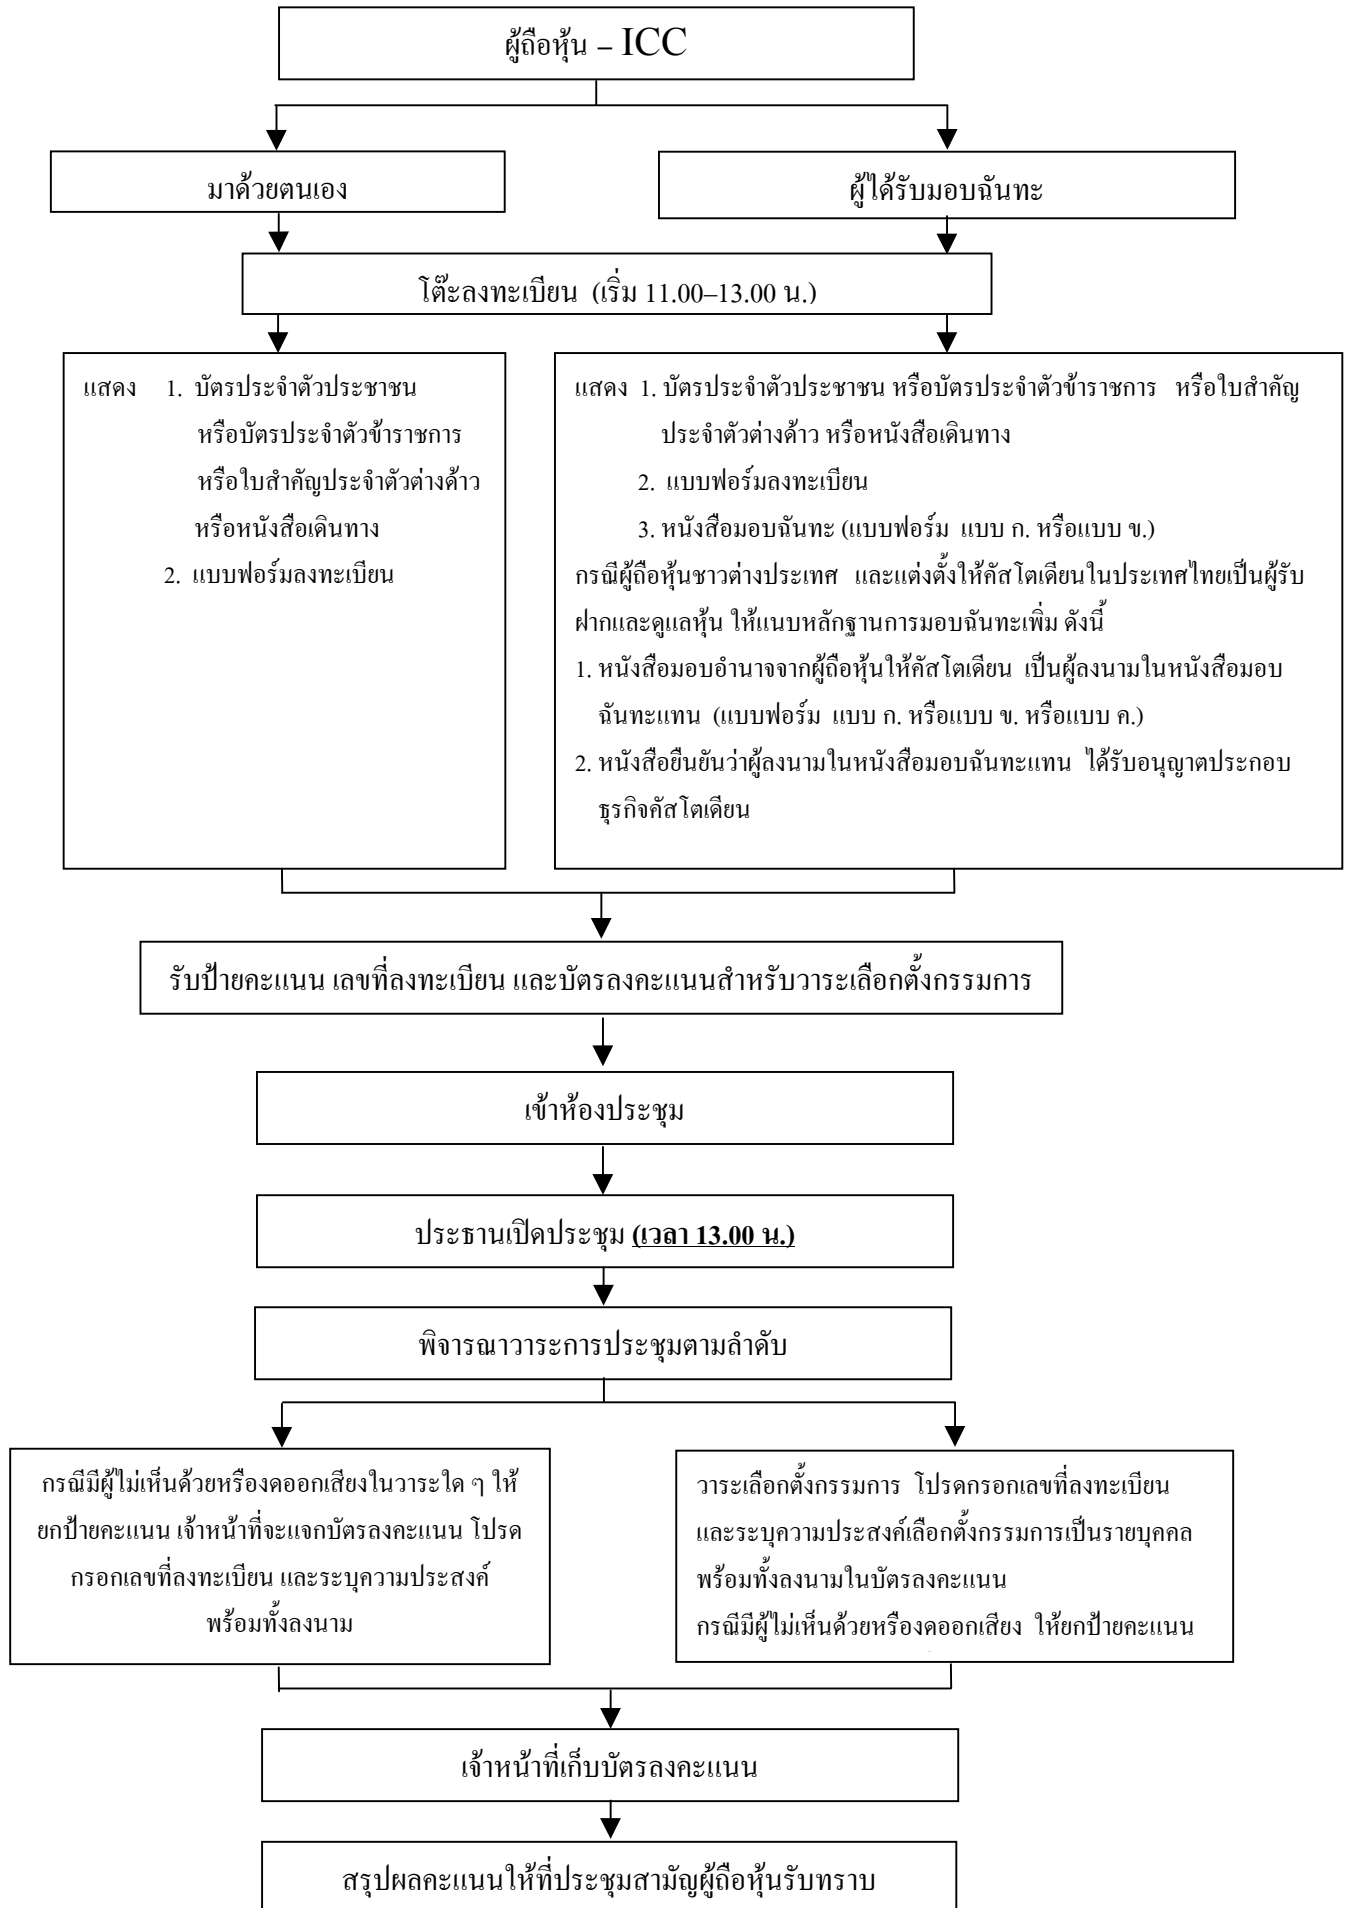 ผู้ถือหุ้น – ICC
มาด้วยตนเอง
ผู้ได้รับมอบฉันทะ
โต๊ะลงทะเบียน (เริ่ม 11.00–13.00 น.)
แสดง 1. บัตรประจำตัวประชาชน
หรือบัตรประจำตัวข้าราชการ
หรือใบสำคัญประจำตัวต่างด้าว
หรือหนังสือเดินทาง
2. แบบฟอร์มลงทะเบียน
แสดง 1. บัตรประจำตัวประชาชน หรือบัตรประจำตัวข้าราชการ หรือใบสำคัญ
ประจำตัวต่างด้าว หรือหนังสือเดินทาง
2. แบบฟอร์มลงทะเบียน
3. หนังสือมอบฉันทะ (แบบฟอร์ม แบบ ก. หรือแบบ ข.)
กรณีผู้ถือหุ้นชาวต่างประเทศ และแต่งตั้งให้คัสโตเดียนในประเทศไทยเป็นผู้รับ
ฝากและดูแลหุ้น ให้แนบหลักฐานการมอบฉันทะเพิ่ม ดังนี้
1. หนังสือมอบอำนาจจากผู้ถือหุ้นให้คัสโตเดียน เป็นผู้ลงนามในหนังสือมอบ
ฉันทะแทน (แบบฟอร์ม แบบ ก. หรือแบบ ข. หรือแบบ ค.)
2. หนังสือยืนยันว่าผู้ลงนามในหนังสือมอบฉันทะแทน ได้รับอนุญาตประกอบ
ธุรกิจคัสโตเดียน
รับป้ายคะแนน เลขที่ลงทะเบียน และบัตรลงคะแนนสำหรับวาระเลือกตั้งกรรมการ
เข้าห้องประชุม
ประธานเปิดประชุม (เวลา 13.00 น.)
พิจารณาวาระการประชุมตามลำดับ
กรณีมีผู้ไม่เห็นด้วยหรืองดออกเสียงในวาระใด ๆ ให้
ยกป้ายคะแนน เจ้าหน้าที่จะแจกบัตรลงคะแนน โปรด
กรอกเลขที่ลงทะเบียน และระบุความประสงค์
พร้อมทั้งลงนาม
วาระเลือกตั้งกรรมการ โปรดกรอกเลขที่ลงทะเบียน
และระบุความประสงค์เลือกตั้งกรรมการเป็นรายบุคคล
พร้อมทั้งลงนามในบัตรลงคะแนน
กรณีมีผู้ไม่เห็นด้วยหรืองดออกเสียง ให้ยกป้ายคะแนน
เจ้าหน้าที่เก็บบัตรลงคะแนน
สรุปผลคะแนนให้ที่ประชุมสามัญผู้ถือหุ้นรับทราบ